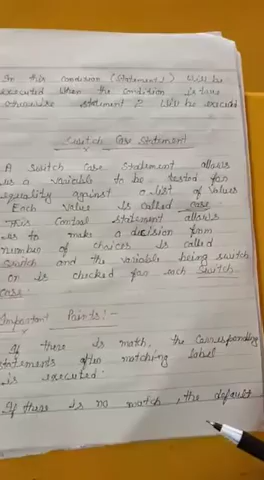 In this condition (statement 1) will be
executed when the condition is true
otherwise statement 2 will be execut
Switch Case Statement
A switch case statement allows
us a variable to be tested for
equality against a list of values
Each value is called case.
This control statement allows
us to make a decision from
number of choices is called
Switch and the variable being switch
on is checked for each switch
case.
Important Points:-
If there is match, the corresponding
statements after matching label
is executed.
If there is no match, the default